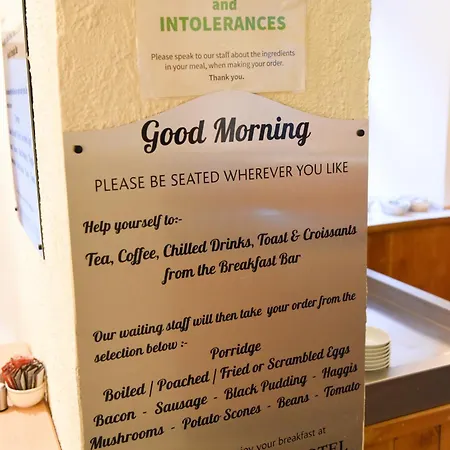 and
INTOLERANCES
Please speak to our staff about the ingredients
in your meal, when making your order.
Thank you.
Good Morning
PLEASE BE SEATED WHEREVER YOU LIKE
Help yourself to:-
Tea, Coffee, Chilled Drinks, Toast & Croissants
from the Breakfast Bar
Our waiting staff will then take your order from the
selection below :-
Porridge
Boiled / Poached / Fried or Scrambled Eggs
Bacon - Sausage - Black Pudding - Haggis
Mushrooms - Potato Scones - Beans - Tomato
your breakfast at